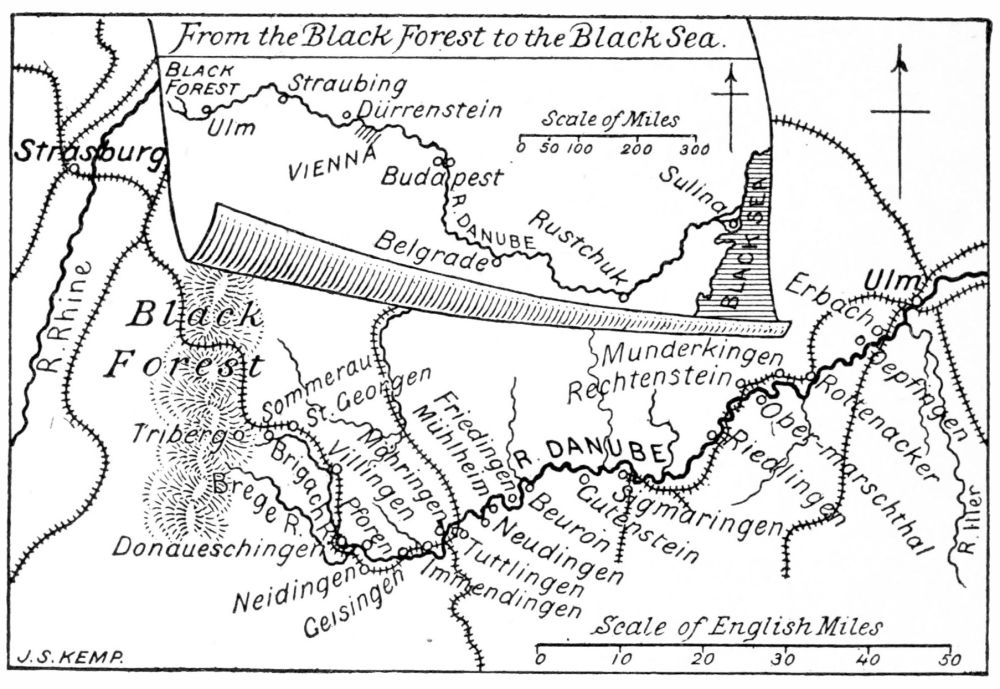 From the Black Forest to the Black Sea.
BLACK
FOREST
Ulm
Straubing
Dürrenstein
VIENNA
Budapest
R. DANUBE
Belgrade
Rustchuk
Sulina
BLACK SEA
Scale of Miles
0 50 100 200 300
Strasburg
R. Rhine
Black
Forest
Triberg
Sommerau
St. Georgen
Brigach
Villingen
Brege R.
Donaueschingen
Pforen
Neidingen
Geisingen
Möhringen
Immendingen
Tuttlingen
Neudingen
Mühlheim
Friedingen
Beuron
R. DANUBE
Gutenstein
Sigmaringen
Riedlingen
Ober-marschthal
Rechtenstein
Munderkingen
Rottenacker
Oepfingen
Erbach
Ulm
R. Iller
Scale of English Miles
0 10 20 30 40 50
J.S. KEMP.